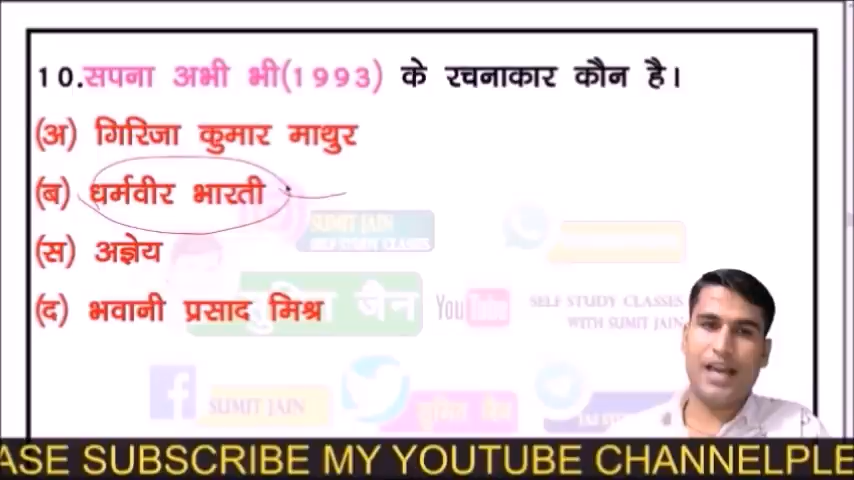 10.सपना अभी भी(1993) के रचनाकार कौन है।
(अ) गिरिजा कुमार माथुर
(ब) धर्मवीर भारती
(स) अज्ञेय
(द) भवानी प्रसाद मिश्र
SUMIT JAIN
SELF STUDY CLASSES
सुमित जैन
YouTube
SELF STUDY CLASSES
WITH SUMIT JAIN
SUMIT JAIN
सुमित जैन
ASE SUBSCRIBE MY YOUTUBE CHANNELPLE